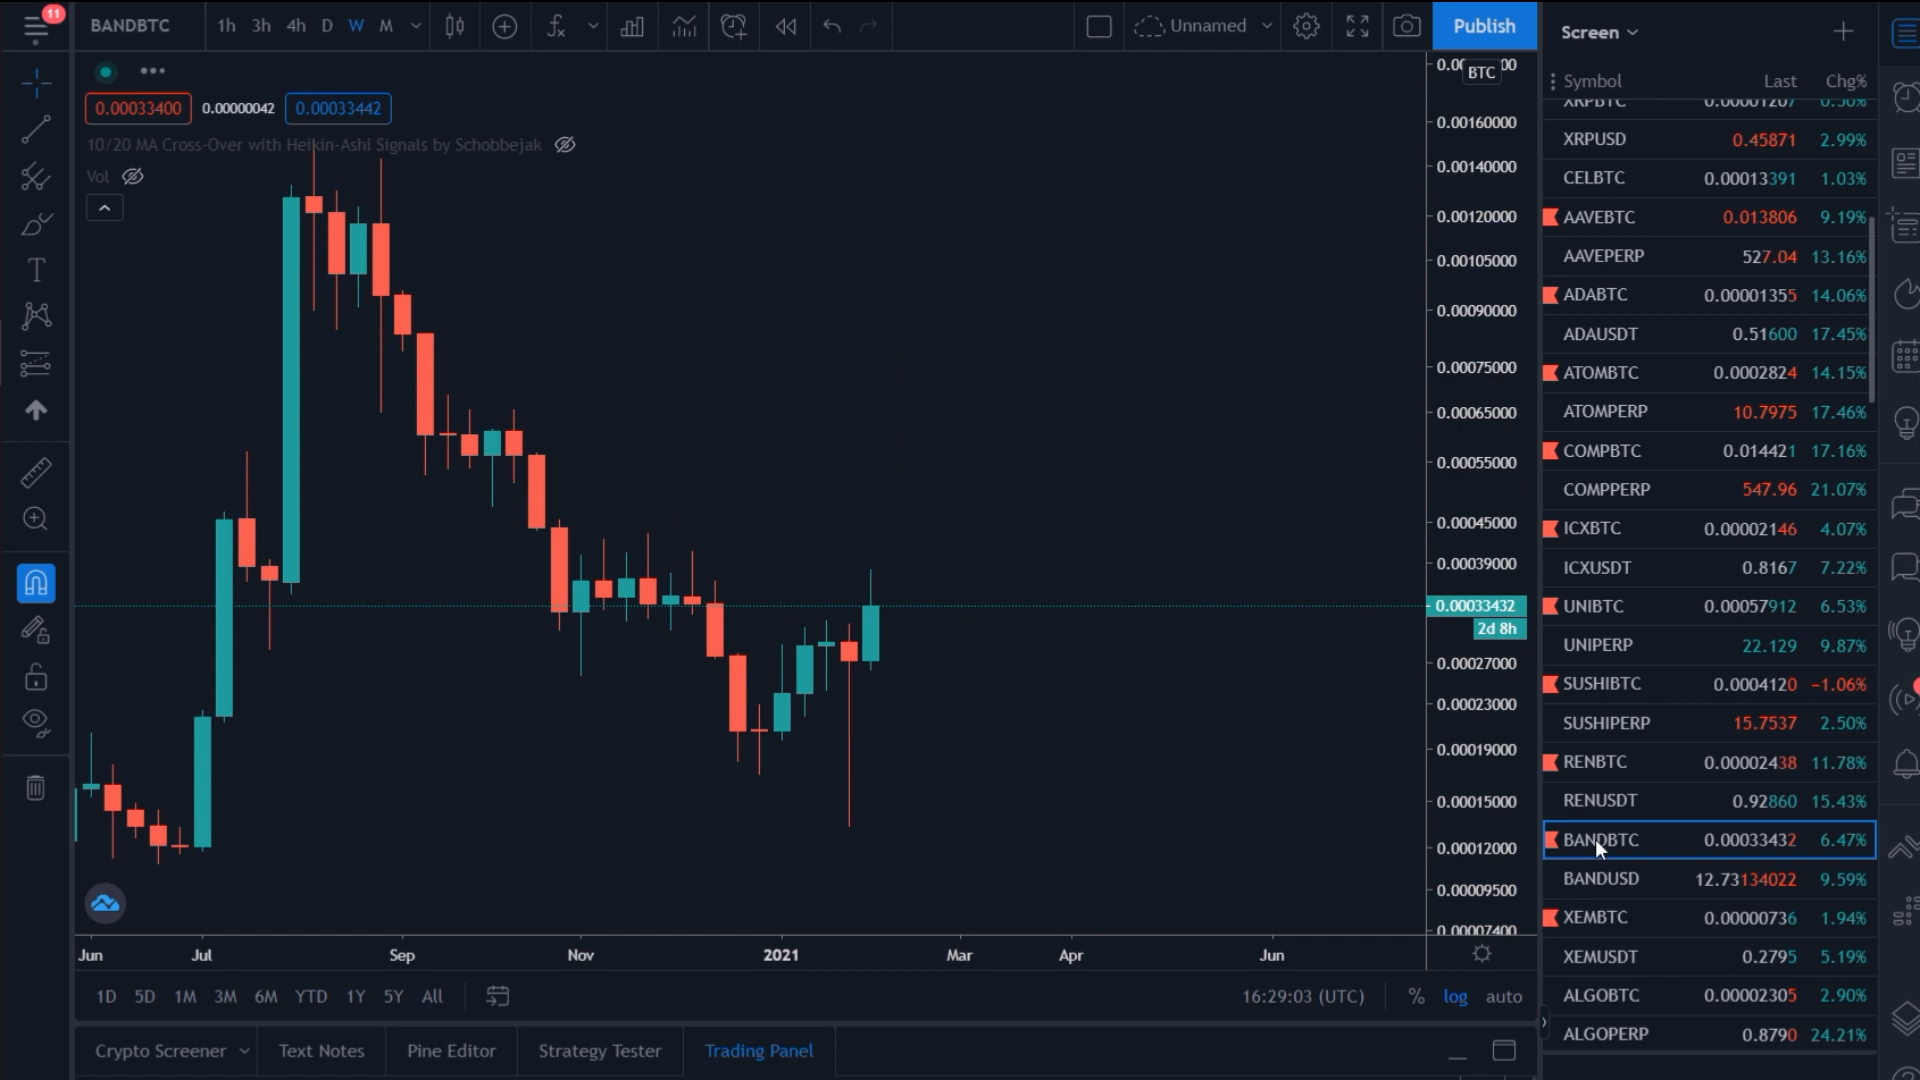 11
BANDBTC
1h 3h 4h D W M
Unnamed
Publish
0.00033400 0.00000042 0.00033442
10/20 MA Cross-Over with Heikin-Ashi Signals by Schobbejak
Vol
BTC
0.00160000
0.00140000
0.00120000
0.00105000
0.00090000
0.00075000
0.00065000
0.00055000
0.00045000
0.00039000
0.00033432
2d 8h
0.00027000
0.00023000
0.00019000
0.00015000
0.00012000
0.00009500
0.00007400
Jun Jul Sep Nov 2021 Mar Apr Jun
1D 5D 1M 3M 6M YTD 1Y 5Y All
16:29:03 (UTC) % log auto
Crypto Screener Text Notes Pine Editor Strategy Tester Trading Panel
Screen
Symbol Last Chg%
XRPBTC 0.00001207 0.50%
XRPUSD 0.45871 2.99%
CELBTC 0.00013391 1.03%
AAVEBTC 0.013806 9.19%
AAVEPERP 527.04 13.16%
ADABTC 0.00001355 14.06%
ADAUSDT 0.51600 17.45%
ATOMBTC 0.0002824 14.15%
ATOMPERP 10.7975 17.46%
COMPBTC 0.014421 17.16%
COMPPERP 547.96 21.07%
ICXBTC 0.00002146 4.07%
ICXUSDT 0.8167 7.22%
UNIBTC 0.00057912 6.53%
UNIPERP 22.129 9.87%
SUSHIBTC 0.0004120 −1.06%
SUSHIPERP 15.7537 2.50%
RENBTC 0.00002438 11.78%
RENUSDT 0.92860 15.43%
BANDBTC 0.00033432 6.47%
BANDUSD 12.73134022 9.59%
XEMBTC 0.00000736 1.94%
XEMUSDT 0.2795 5.19%
ALGOBTC 0.00002305 2.90%
ALGOPERP 0.8790 24.21%